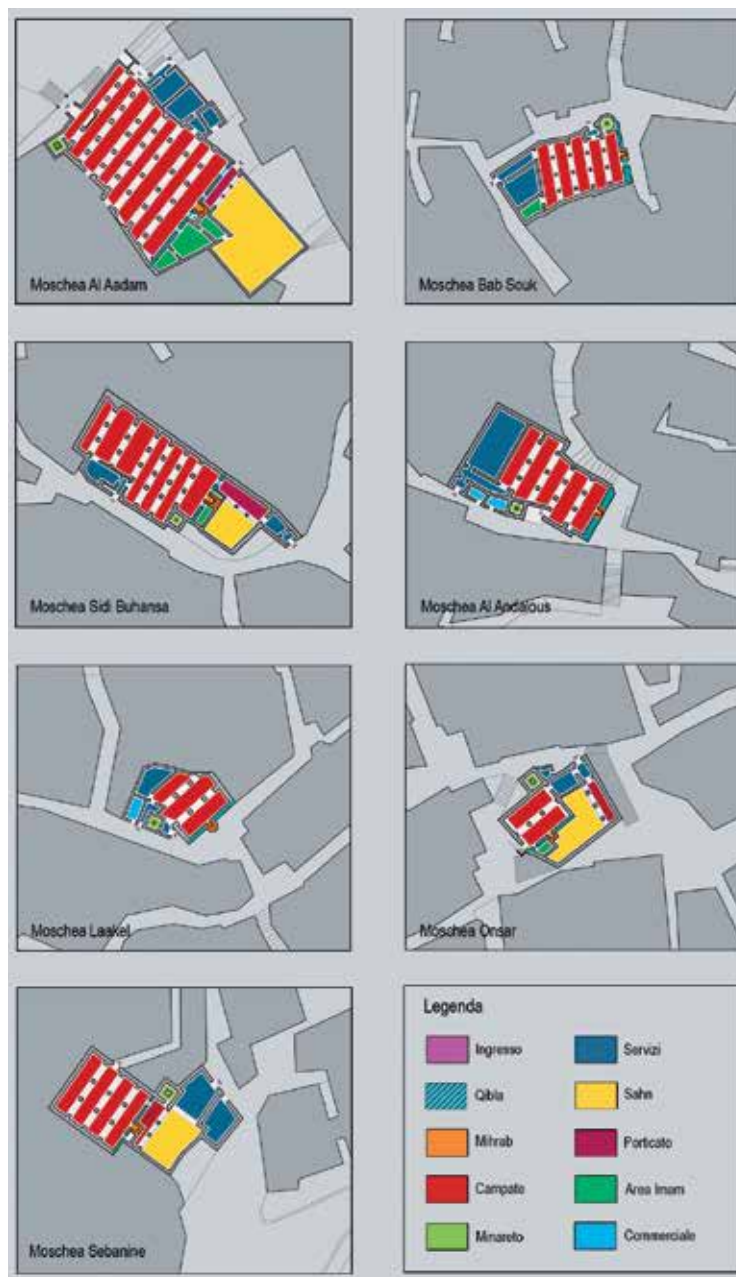 Moschea Al Aadam
Moschea Bab Souk
Moschea Sidi Buhansa
Moschea Al Andalous
Moschea Laakel
Moschea Onsar
Moschea Sebanine
Legenda
Ingresso
Qibla
Mihrab
Campate
Minareto
Servizi
Sahn
Porticato
Area Imam
Commerciale